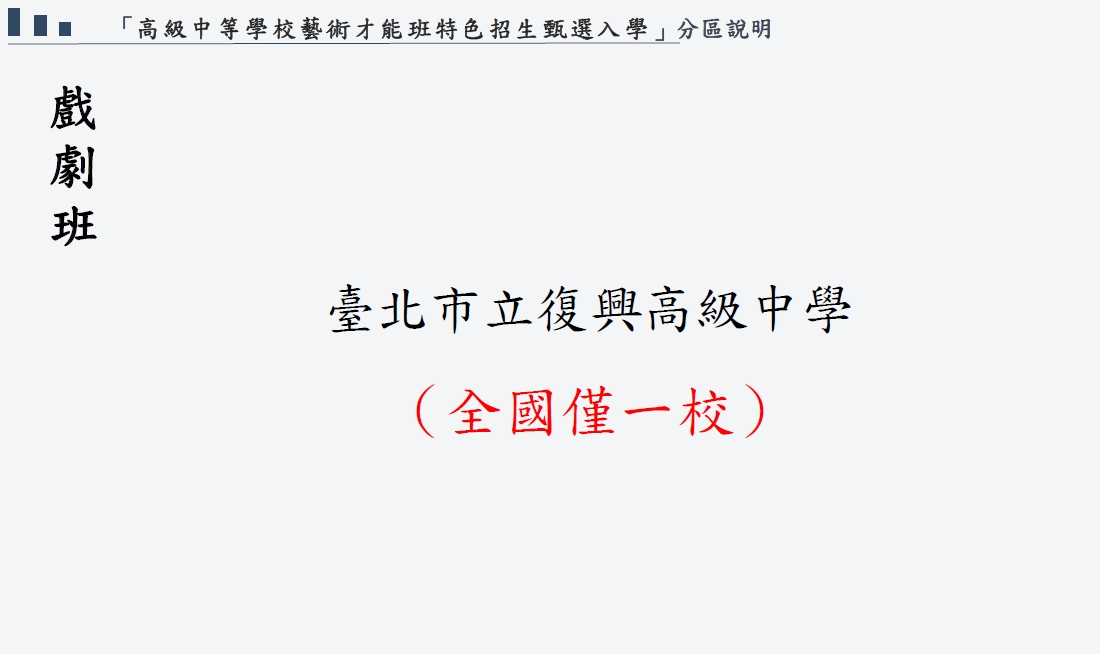 「高級中等學校藝術才能班特色招生甄選入學」分區說明
戲劇班
臺北市立復興高級中學
（全國僅一校）